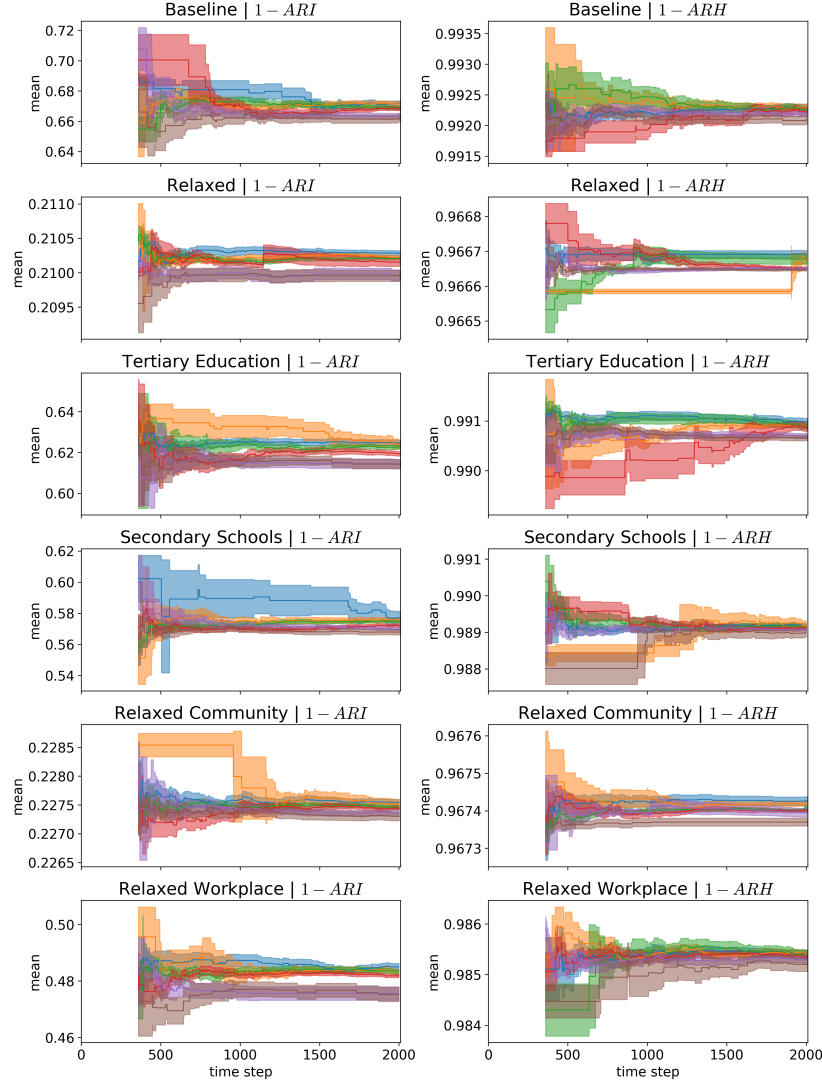 Baseline | 1 − ARI
mean
0.72
0.70
0.68
0.66
0.64
Baseline | 1 − ARH
mean
0.9935
0.9930
0.9925
0.9920
0.9915
Relaxed | 1 − ARI
mean
0.2110
0.2105
0.2100
0.2095
Relaxed | 1 − ARH
mean
0.9668
0.9667
0.9666
0.9665
Tertiary Education | 1 − ARI
mean
0.64
0.62
0.60
Tertiary Education | 1 − ARH
mean
0.991
0.990
Secondary Schools | 1 − ARI
mean
0.62
0.60
0.58
0.56
0.54
Secondary Schools | 1 − ARH
mean
0.991
0.990
0.989
0.988
Relaxed Community | 1 − ARI
mean
0.2285
0.2280
0.2275
0.2270
0.2265
Relaxed Community | 1 − ARH
mean
0.9676
0.9675
0.9674
0.9673
Relaxed Workplace | 1 − ARI
mean
0.50
0.48
0.46
0 500 1000 1500 2000
time step
Relaxed Workplace | 1 − ARH
mean
0.986
0.985
0.984
0 500 1000 1500 2000
time step